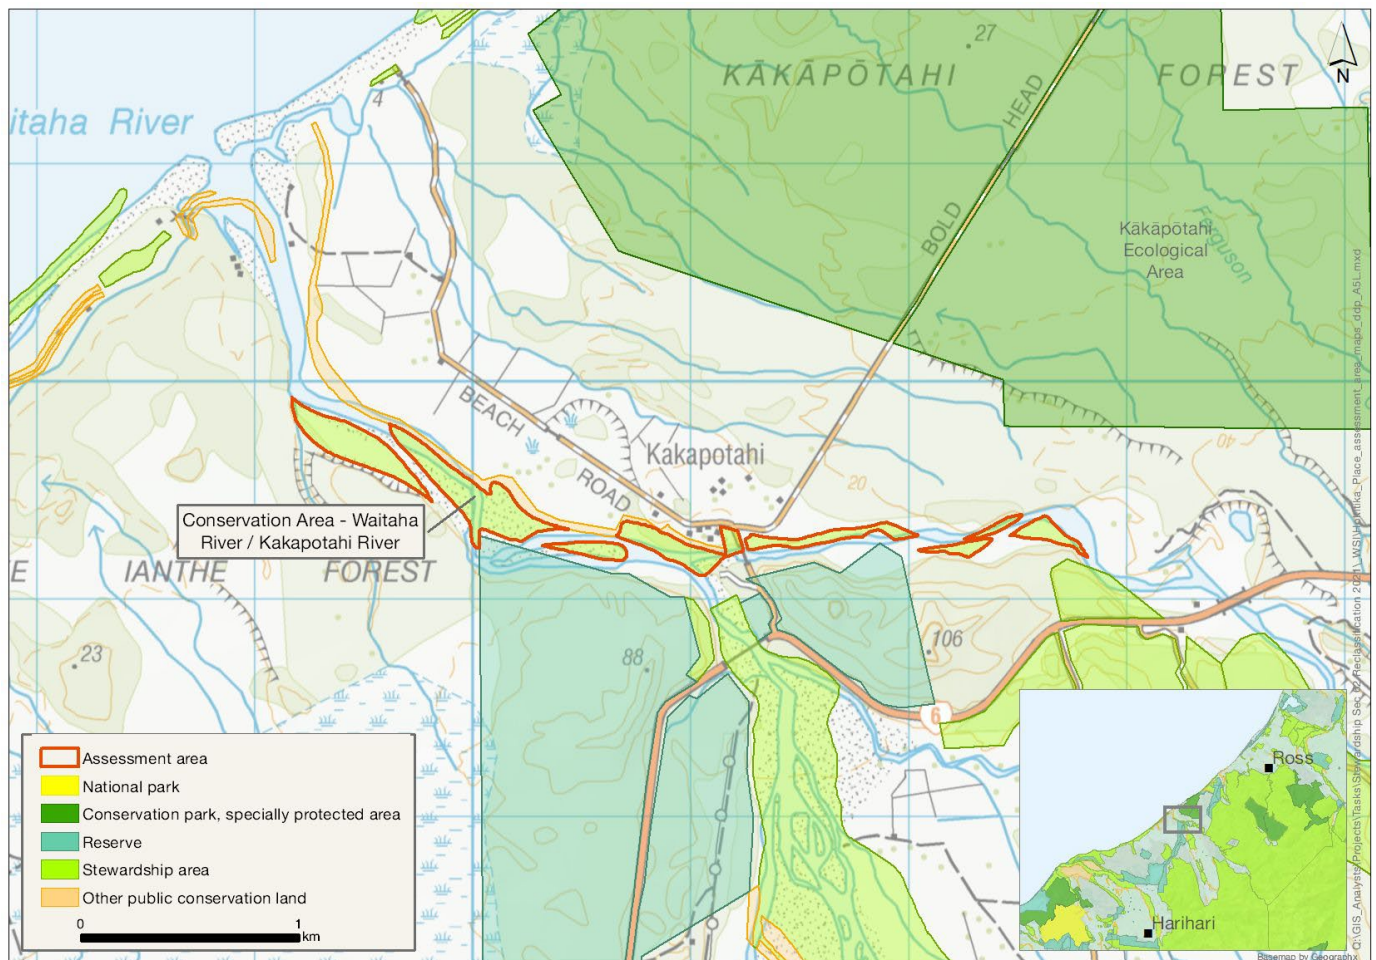 27
KĀKĀPŌTAHI FOREST
N
4
itaha River
HEAD
BOLD
Kākāpōtahi
Ecological
Area
Ferguson
BEACH
ROAD
Kakapotahi
20
40
Conservation Area - Waitaha
River / Kakapotahi River
E IANTHE FOREST
23
88
106
6
Assessment area
National park
Conservation park, specially protected area
Reserve
Stewardship area
Other public conservation land
0 1
km
Ross
Harihari
Basemap by Geographx